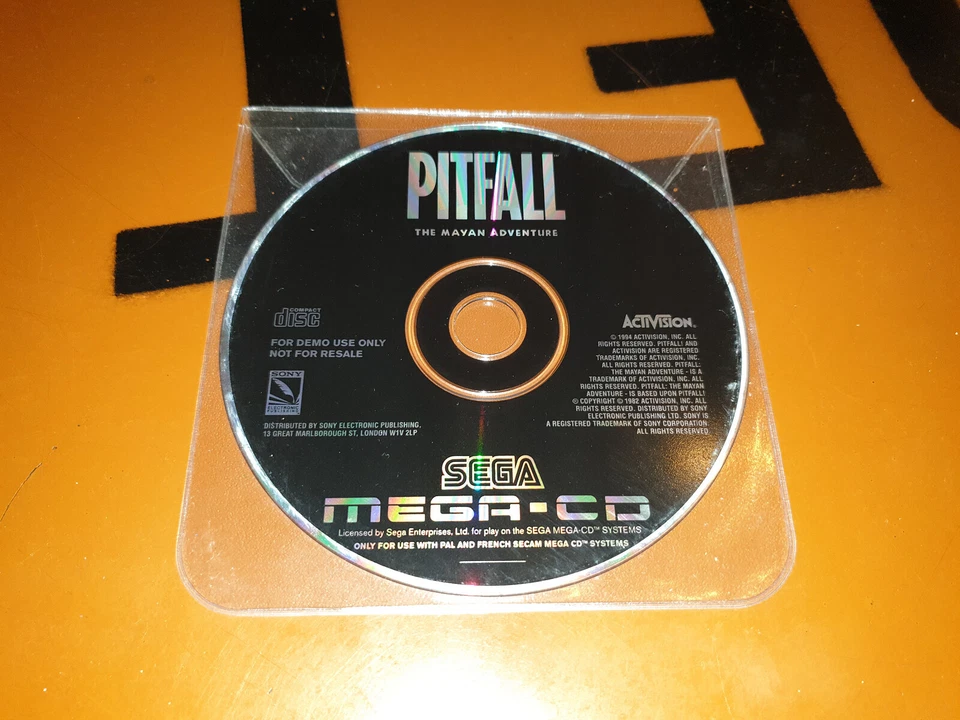 PITFALL™
THE MAYAN ADVENTURE
COMPACT
disc
FOR DEMO USE ONLY
NOT FOR RESALE
SONY
ELECTRONIC
PUBLISHING
DISTRIBUTED BY SONY ELECTRONIC PUBLISHING,
13 GREAT MARLBOROUGH ST, LONDON W1V 2LP
ACTIVISION.
© 1994 ACTIVISION, INC. ALL
RIGHTS RESERVED. PITFALL! AND
ACTIVISION ARE REGISTERED
TRADEMARKS OF ACTIVISION, INC.
ALL RIGHTS RESERVED. PITFALL:
THE MAYAN ADVENTURE - IS A
TRADEMARK OF ACTIVISION, INC. ALL
RIGHTS RESERVED. PITFALL: THE MAYAN
ADVENTURE - IS BASED UPON PITFALL!
© COPYRIGHT © 1982 ACTIVISION, INC. ALL
RIGHTS RESERVED. DISTRIBUTED BY SONY
ELECTRONIC PUBLISHING LTD. SONY IS
A REGISTERED TRADEMARK OF SONY CORPORATION.
ALL RIGHTS RESERVED
SEGA
MEGA-CD
Licensed by Sega Enterprises, Ltd. for play on the SEGA MEGA-CD™ SYSTEMS
ONLY FOR USE WITH PAL AND FRENCH SECAM MEGA CD™ SYSTEMS